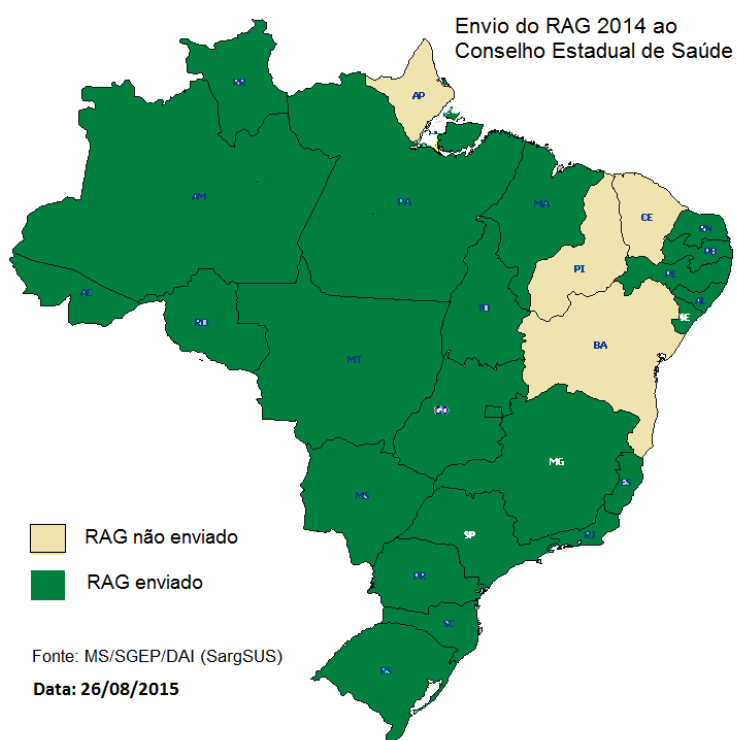 Envio do RAG 2014 ao
Conselho Estadual de Saúde
RR
AP
AM
PA
MA
CE
RN
PB
PI
PE
AC
AL
TO
SE
RO
BA
MT
GO
MG
ES
MS
SP
RJ
PR
SC
RS
RAG não enviado
RAG enviado
Fonte: MS/SGEP/DAI (SargSUS)
Data: 26/08/2015